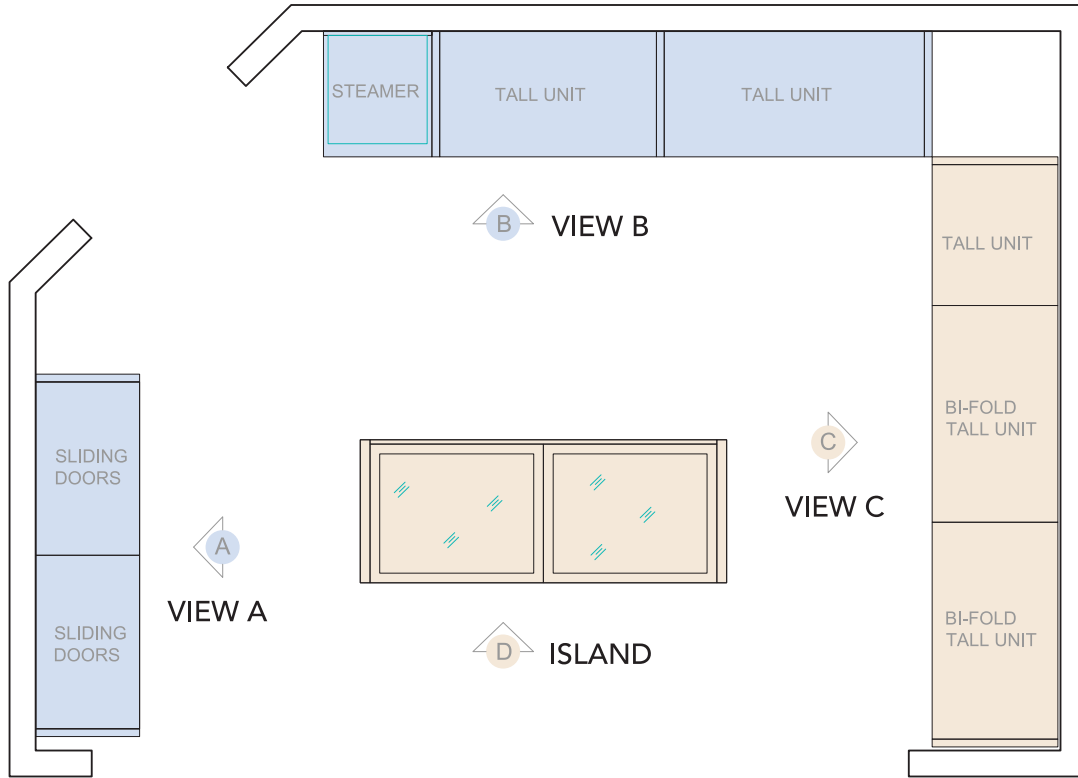 STEAMER
TALL UNIT
TALL UNIT
B
VIEW B
TALL UNIT
BI-FOLD
TALL UNIT
C
VIEW C
SLIDING
DOORS
A
VIEW A
SLIDING
DOORS
D
ISLAND
BI-FOLD
TALL UNIT